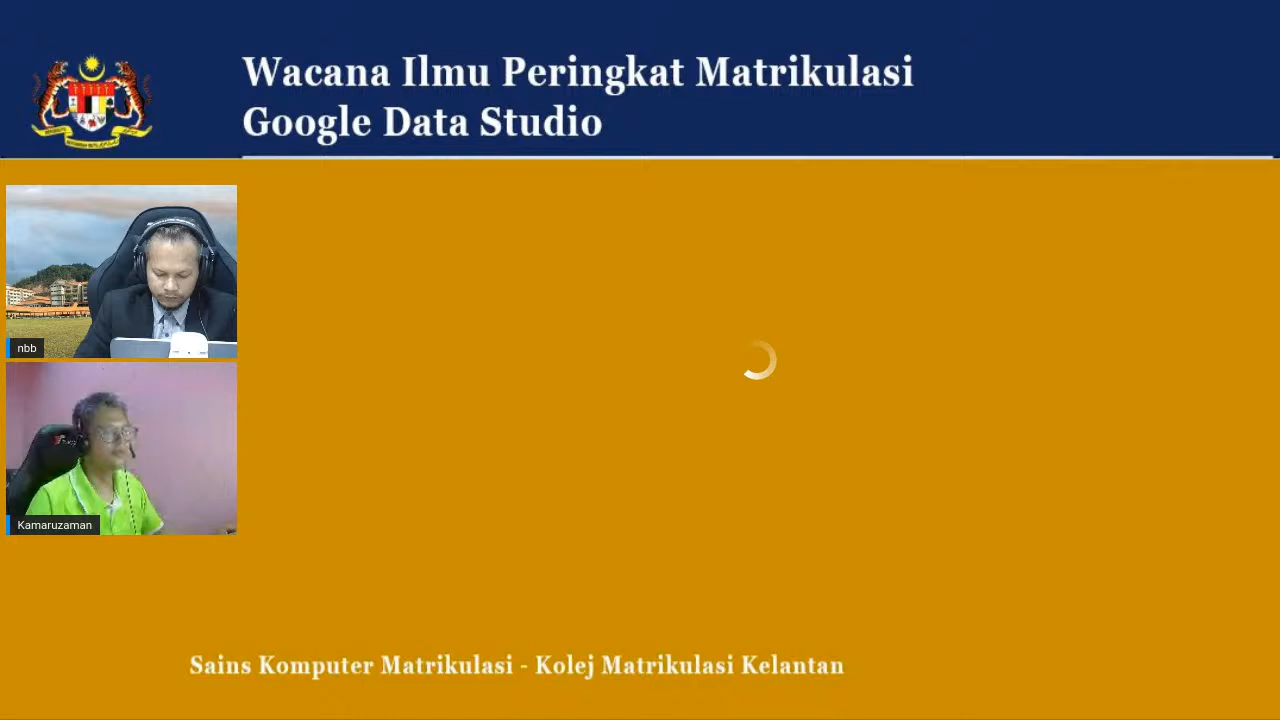 Wacana Ilmu Peringkat Matrikulasi
Google Data Studio
nbb
Kamaruzaman
Sains Komputer Matrikulasi - Kolej Matrikulasi Kelantan